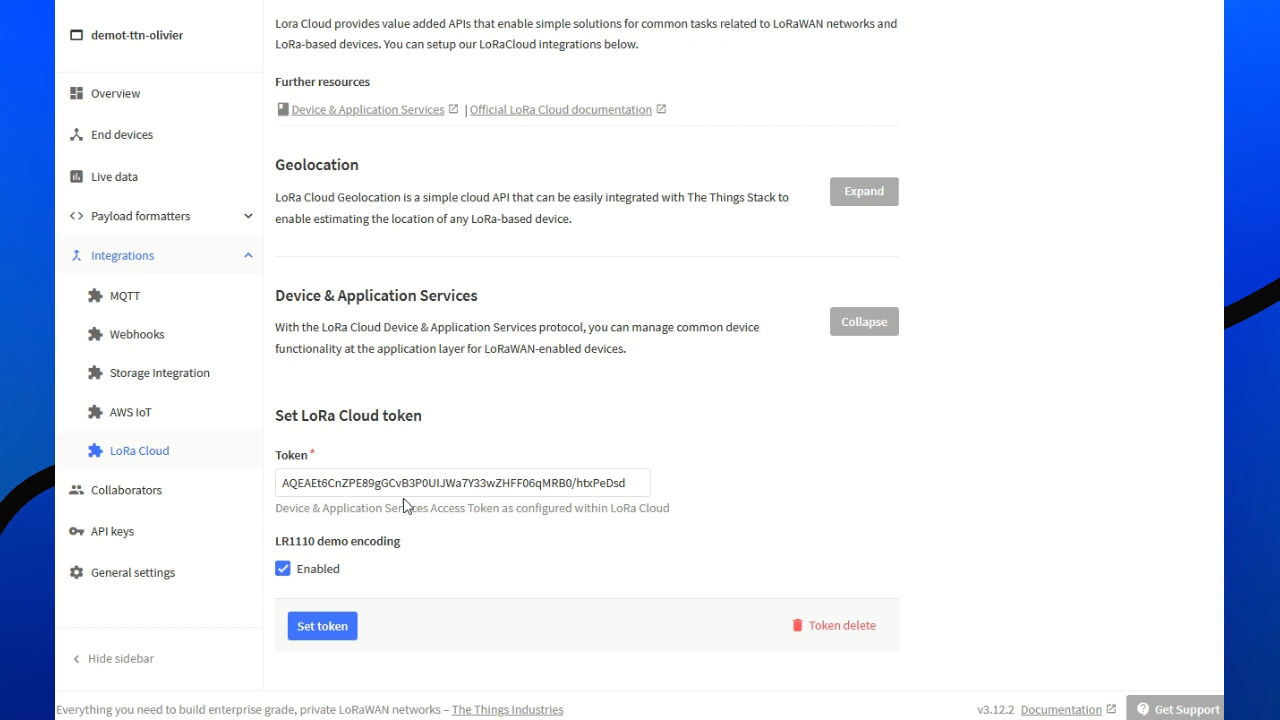 demot-ttn-olivier
Overview
End devices
Live data
Payload formatters
Integrations
MQTT
Webhooks
Storage Integration
AWS IoT
LoRa Cloud
Collaborators
API keys
General settings
Hide sidebar
Lora Cloud provides value added APIs that enable simple solutions for common tasks related to LoRaWAN networks and
LoRa-based devices. You can setup our LoRaCloud integrations below.
Further resources
Device & Application Services | Official LoRa Cloud documentation
Geolocation
LoRa Cloud Geolocation is a simple cloud API that can be easily integrated with The Things Stack to
enable estimating the location of any LoRa-based device.
Expand
Device & Application Services
With the LoRa Cloud Device & Application Services protocol, you can manage common device
functionality at the application layer for LoRaWAN-enabled devices.
Collapse
Set LoRa Cloud token
Token *
AQEAEt6CnZPE89gGCvB3P0UIJWa7Y33wZHFF06qMRB0/htxPeDsd
Device & Application Services Access Token as configured within LoRa Cloud
LR1110 demo encoding
Enabled
Set token
Token delete
Everything you need to build enterprise grade, private LoRaWAN networks – The Things Industries
v3.12.2 Documentation
Get Support